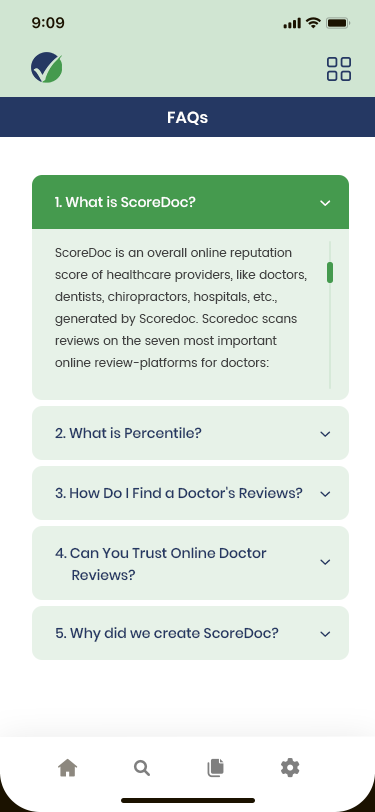 9:09
FAQs
1. What is ScoreDoc?
ScoreDoc is an overall online reputation
score of healthcare providers, like doctors,
dentists, chiropractors, hospitals, etc.,
generated by Scoredoc. Scoredoc scans
reviews on the seven most important
online review-platforms for doctors:
2. What is Percentile?
3. How Do I Find a Doctor's Reviews?
4. Can You Trust Online Doctor
Reviews?
5. Why did we create ScoreDoc?